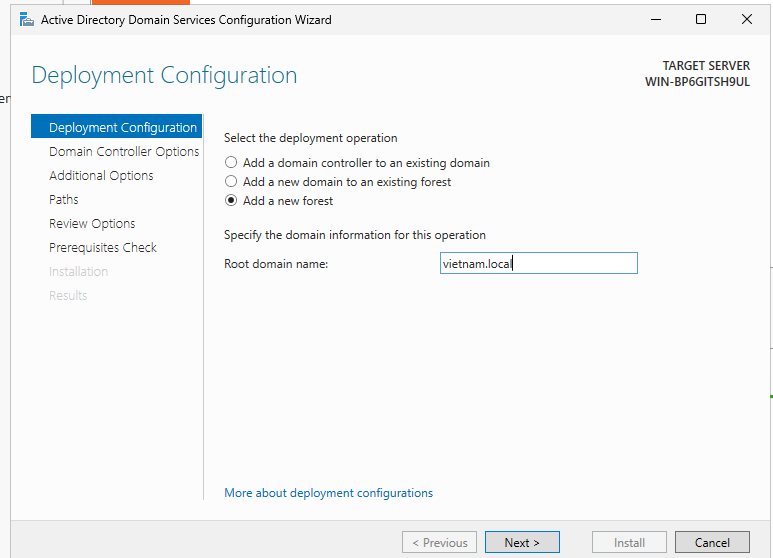 Active Directory Domain Services Configuration Wizard
Deployment Configuration
TARGET SERVER
WIN-BP6GITSH9UL
er
Deployment Configuration
Domain Controller Options
Additional Options
Paths
Review Options
Prerequisites Check
Installation
Results
Select the deployment operation
Add a domain controller to an existing domain
Add a new domain to an existing forest
Add a new forest
Specify the domain information for this operation
Root domain name:
vietnam.local
More about deployment configurations
< Previous
Next >
Install
Cancel